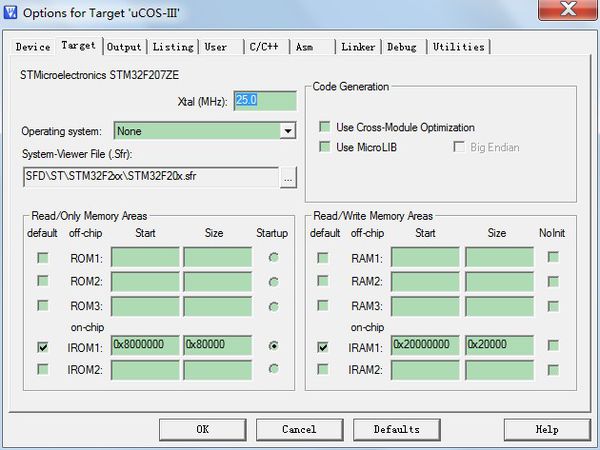 Options for Target 'uCOS-III'
Device Target Output Listing User C/C++ Asm Linker Debug Utilities
STMicroelectronics STM32F207ZE
Xtal (MHz): 25.0
Operating system: None
System-Viewer File (.Sfr):
SFD\ST\STM32F2xx\STM32F20x.sfr ...
Code Generation
Use Cross-Module Optimization
Use MicroLIB Big Endian
Read/Only Memory Areas
default off-chip Start Size Startup
ROM1:
ROM2:
ROM3:
on-chip
IROM1: 0x8000000 0x80000
IROM2:
Read/Write Memory Areas
default off-chip Start Size NoInit
RAM1:
RAM2:
RAM3:
on-chip
IRAM1: 0x20000000 0x20000
IRAM2:
OK Cancel Defaults Help